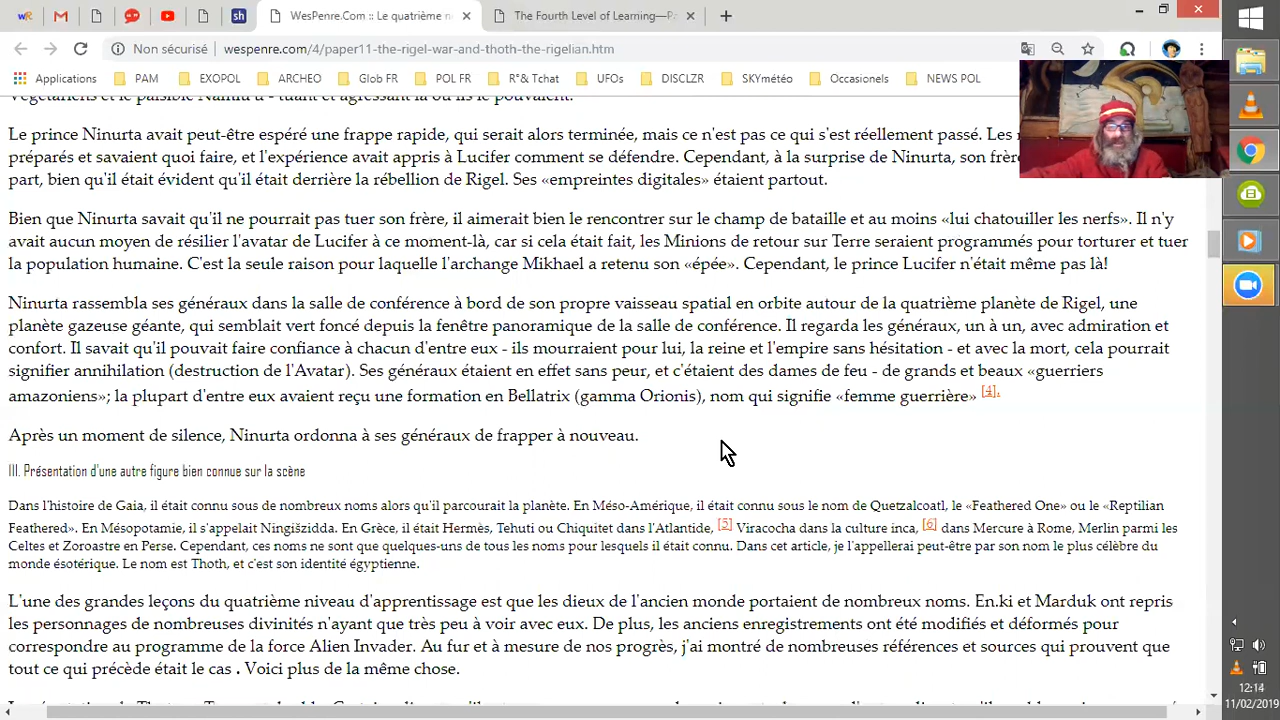 WesPenre.Com :: Le quatrième n
The Fourth Level of Learning—P
Non sécurisé
wespenre.com/4/paper11-the-rigel-war-and-thoth-the-rigelian.htm
Applications
PAM
EXOPOL
ARCHEO
Glob FR
POL FR
R°& Tchat
UFOs
DISCLZR
SKYmétéo
Occasionels
NEWS POL
Le prince Ninurta avait peut-être espéré une frappe rapide, qui serait alors terminée, mais ce n'est pas ce qui s'est réellement passé. Les
préparés et savaient quoi faire, et l'expérience avait appris à Lucifer comment se défendre. Cependant, à la surprise de Ninurta, son frère
part, bien qu'il était évident qu'il était derrière la rébellion de Rigel. Ses «empreintes digitales» étaient partout.
Bien que Ninurta savait qu'il ne pourrait pas tuer son frère, il aimerait bien le rencontrer sur le champ de bataille et au moins «lui chatouiller les nerfs». Il n'y
avait aucun moyen de résilier l'avatar de Lucifer à ce moment-là, car si cela était fait, les Minions de retour sur Terre seraient programmés pour torturer et tuer
la population humaine. C'est la seule raison pour laquelle l'archange Mikhael a retenu son «épée». Cependant, le prince Lucifer n'était même pas là!
Ninurta rassembla ses généraux dans la salle de conférence à bord de son propre vaisseau spatial en orbite autour de la quatrième planète de Rigel, une
planète gazeuse géante, qui semblait vert foncé depuis la fenêtre panoramique de la salle de conférence. Il regarda les généraux, un à un, avec admiration et
confort. Il savait qu'il pouvait faire confiance à chacun d'entre eux - ils mourraient pour lui, la reine et l'empire sans hésitation - et avec la mort, cela pourrait
signifier annihilation (destruction de l'Avatar). Ses généraux étaient en effet sans peur, et c'étaient des dames de feu - de grands et beaux «guerriers
amazoniens»; la plupart d'entre eux avaient reçu une formation en Bellatrix (gamma Orionis), nom qui signifie «femme guerrière» [4].
Après un moment de silence, Ninurta ordonna à ses généraux de frapper à nouveau.
III. Présentation d'une autre figure bien connue sur la scène
Dans l'histoire de Gaia, il était connu sous de nombreux noms alors qu'il parcourait la planète. En Méso-Amérique, il était connu sous le nom de Quetzalcoatl, le «Feathered One» ou le «Reptilian
Feathered». En Mésopotamie, il s'appelait Ningišzidda. En Grèce, il était Hermès, Tehuti ou Chiquitet dans l'Atlantide, [5] Viracocha dans la culture inca, [6] dans Mercure à Rome, Merlin parmi les
Celtes et Zoroastre en Perse. Cependant, ces noms ne sont que quelques-uns de tous les noms pour lesquels il était connu. Dans cet article, je l'appellerai peut-être par son nom le plus célèbre du
monde ésotérique. Le nom est Thoth, et c'est son identité égyptienne.
L'une des grandes leçons du quatrième niveau d'apprentissage est que les dieux de l'ancien monde portaient de nombreux noms. En.ki et Marduk ont repris
les personnages de nombreuses divinités n'ayant que très peu à voir avec eux. De plus, les anciens enregistrements ont été modifiés et déformés pour
correspondre au programme de la force Alien Invader. Au fur et à mesure de nos progrès, j'ai montré de nombreuses références et sources qui prouvent que
tout ce qui précède était le cas . Voici plus de la même chose.
12:14
11/02/2019